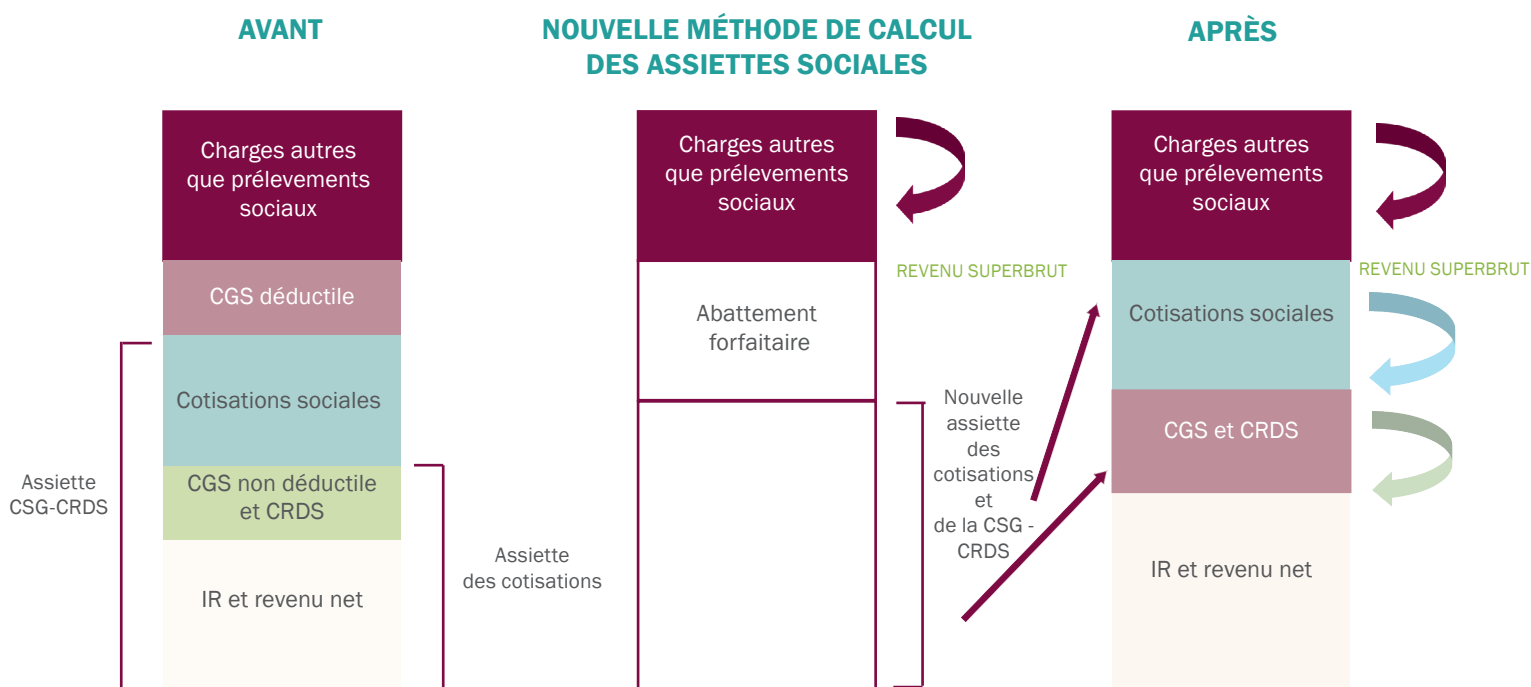 AVANT
Charges autres
que prélevements
sociaux
CGS déductile
Cotisations sociales
CGS non déductile
et CRDS
IR et revenu net
Assiette
CSG-CRDS
Assiette
des cotisations
NOUVELLE MÉTHODE DE CALCUL
DES ASSIETTES SOCIALES
Charges autres
que prélevements
sociaux
REVENU SUPERBRUT
Abattement
forfaitaire
Nouvelle
assiette
des
cotisations
et
de la CSG -
CRDS
APRÈS
Charges autres
que prélevements
sociaux
REVENU SUPERBRUT
Cotisations sociales
CGS et CRDS
IR et revenu net